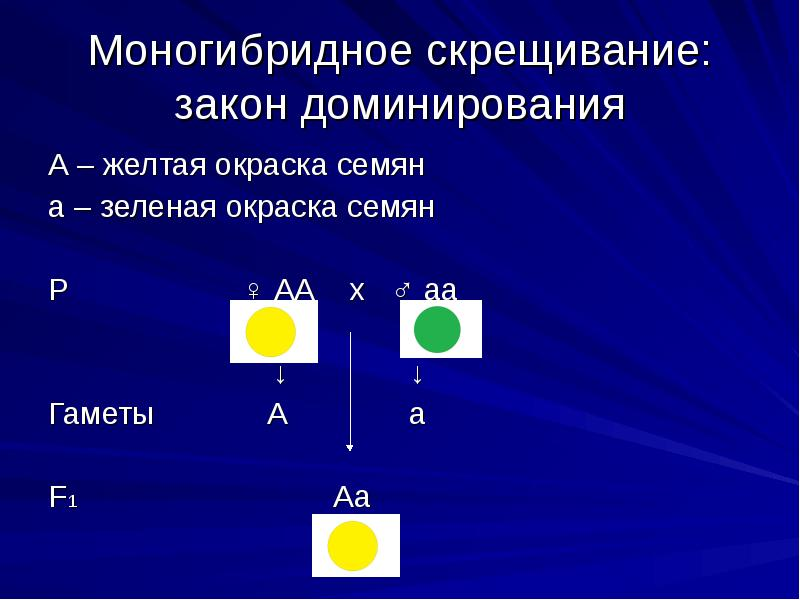 Моногибридное скрещивание:
закон доминирования
А – желтая окраска семян
а – зеленая окраска семян
Р ♀ АА х ♂ аа
↓ ↓
Гаметы А а
F₁ Аа